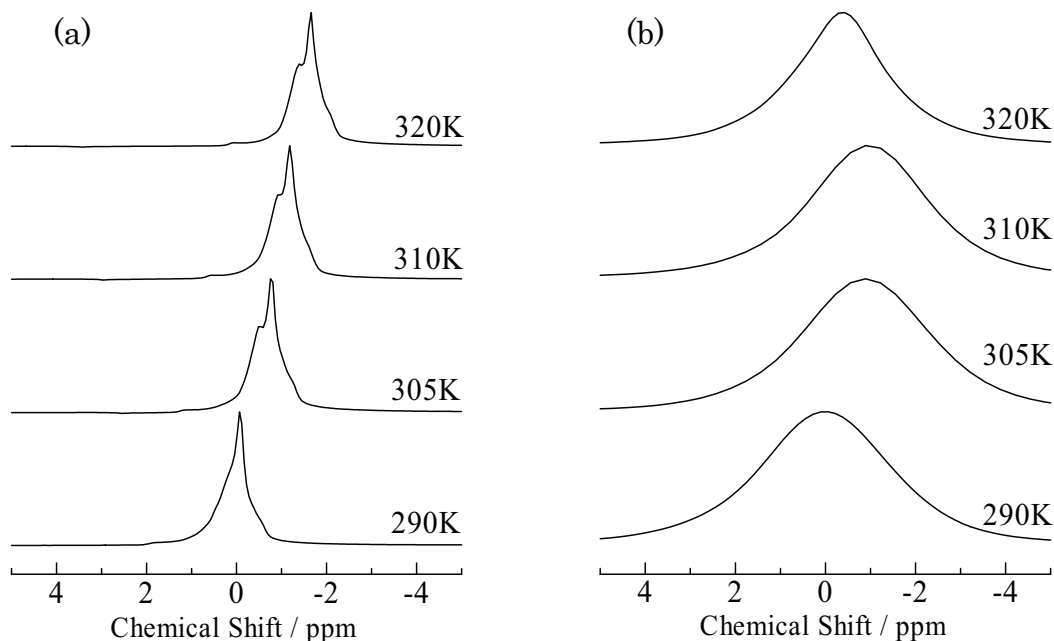 (a)
320K
310K
305K
290K
4 2 0 -2 -4
Chemical Shift / ppm
(b)
320K
310K
305K
290K
4 2 0 -2 -4
Chemical Shift / ppm